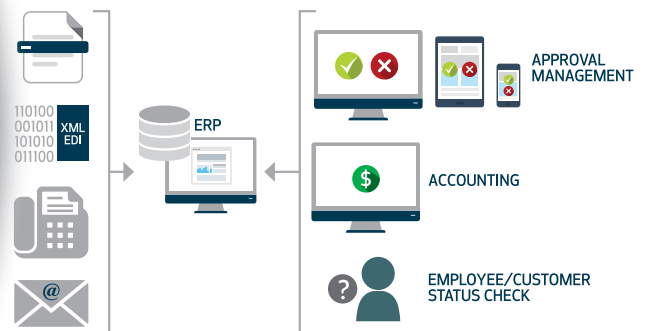 110100
001011
101010
011100
XML
EDI
@
ERP
APPROVAL
MANAGEMENT
$
ACCOUNTING
?
EMPLOYEE/CUSTOMER
STATUS CHECK